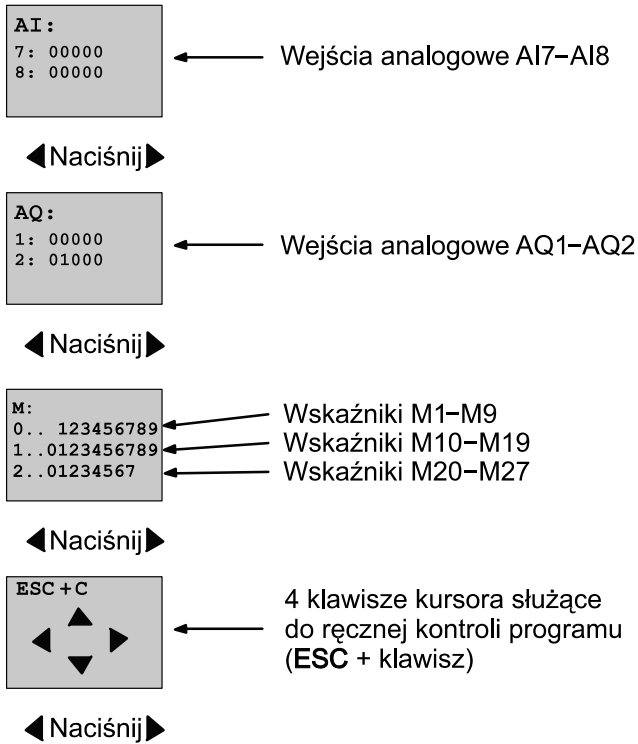 AI:
7: 00000
8: 00000
Wejścia analogowe AI7–AI8
Naciśnij
AQ:
1: 00000
2: 01000
Wejścia analogowe AQ1–AQ2
Naciśnij
M:
0.. 123456789
1..0123456789
2..01234567
Wskaźniki M1–M9
Wskaźniki M10–M19
Wskaźniki M20–M27
Naciśnij
ESC+C
4 klawisze kursora służące
do ręcznej kontroli programu
(ESC + klawisz)
Naciśnij